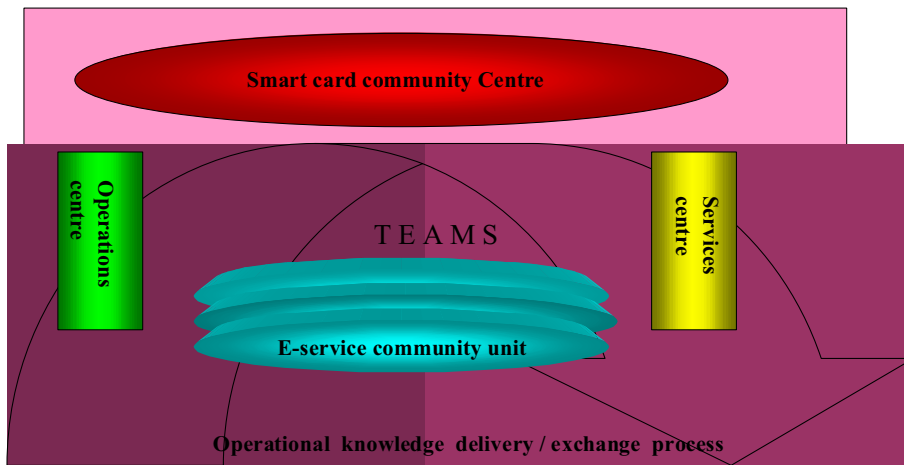 Smart card community Centre
Operations
centre
Services
centre
TEAMS
E-service community unit
Operational knowledge delivery / exchange process